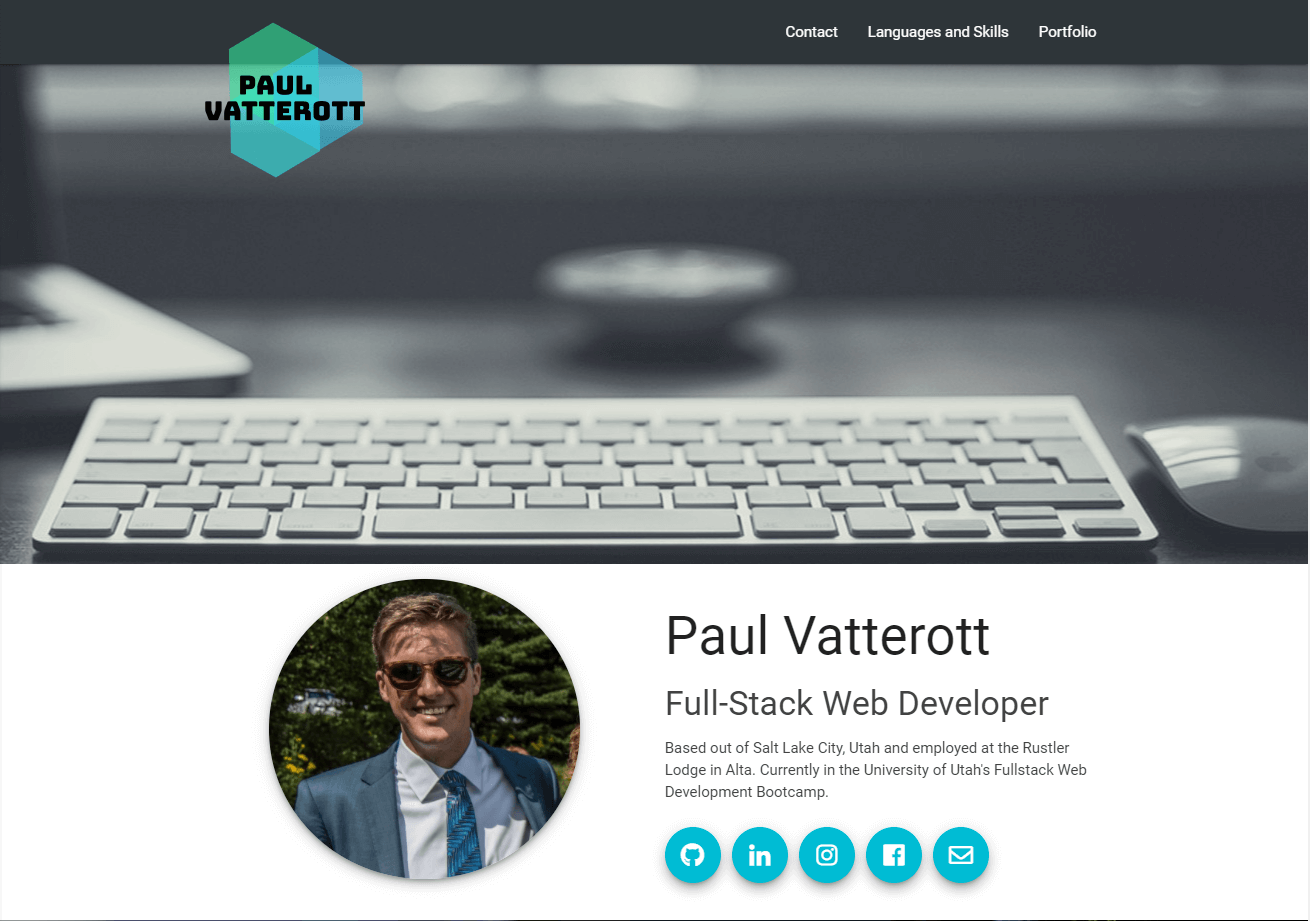 Contact Languages and Skills Portfolio
PAUL
VATTEROTT
Paul Vatterott
Full-Stack Web Developer
Based out of Salt Lake City, Utah and employed at the Rustler
Lodge in Alta. Currently in the University of Utah's Fullstack Web
Development Bootcamp.
in